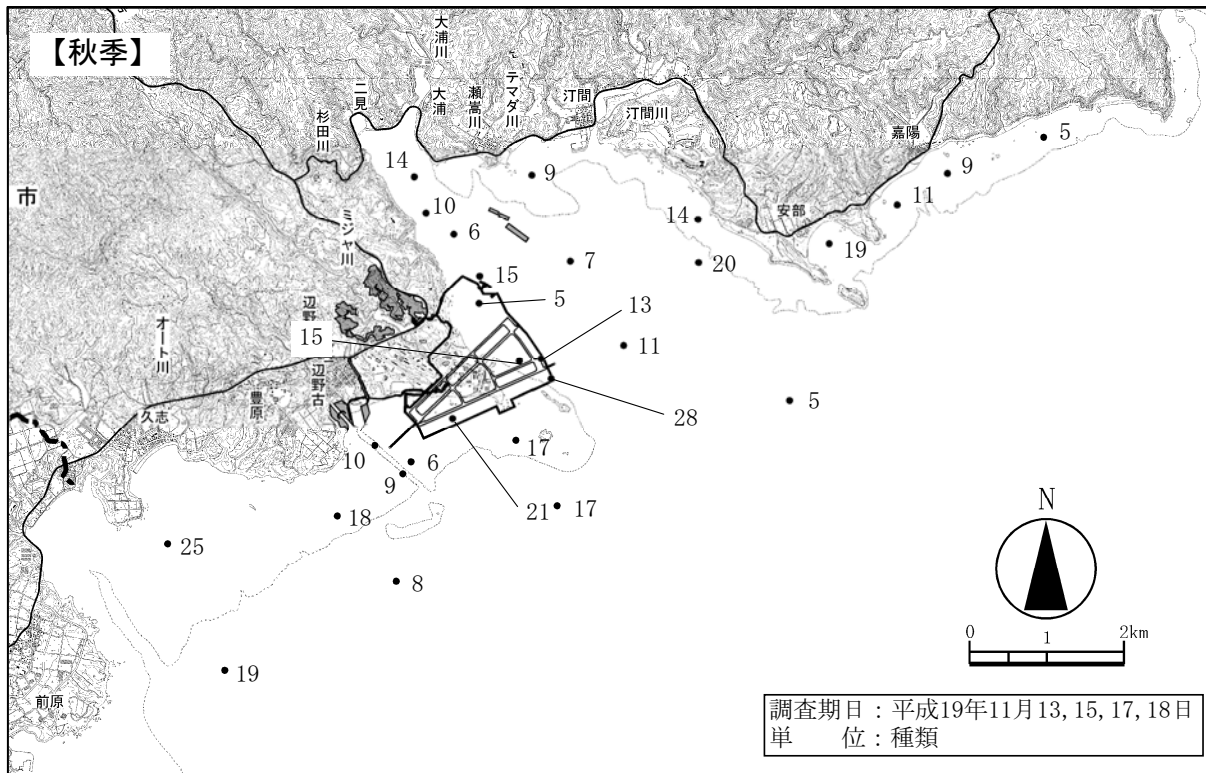 【秋季】
大浦川
大浦
瀬嵩川
テマダ川
汀間
汀間川
二見
杉田川
嘉陽
5
9
14
9
11
市
10
14
安部
ミジャ川
6
19
7
20
15
5
13
辺野
15
オート川
11
辺野古
豊原
久志
28
5
17
10
6
9
21
17
18
25
8
N
19
0 1 2km
前原
調査期日:平成19年11月13,15,17,18日
単 位:種類